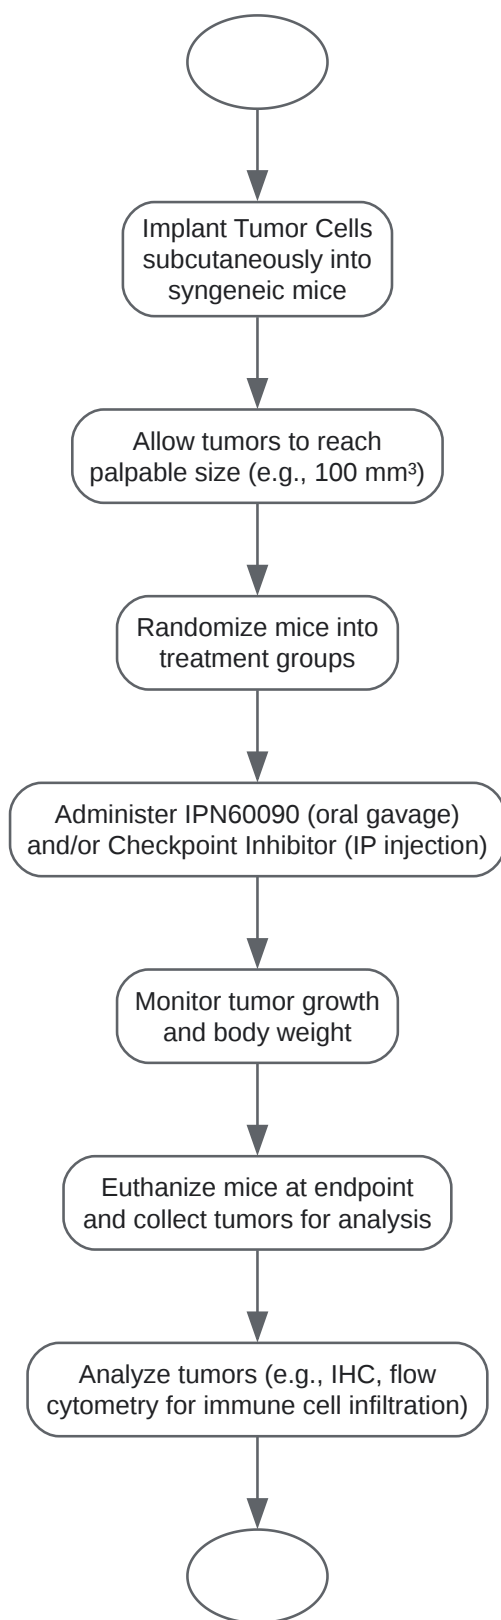 Implant Tumor Cells
subcutaneously into
syngeneic mice
Allow tumors to reach
palpable size (e.g., 100 mm³)
Randomize mice into
treatment groups
Administer IPN60090 (oral gavage)
and/or Checkpoint Inhibitor (IP injection)
Monitor tumor growth
and body weight
Euthanize mice at endpoint
and collect tumors for analysis
Analyze tumors (e.g., IHC, flow
cytometry for immune cell infiltration)